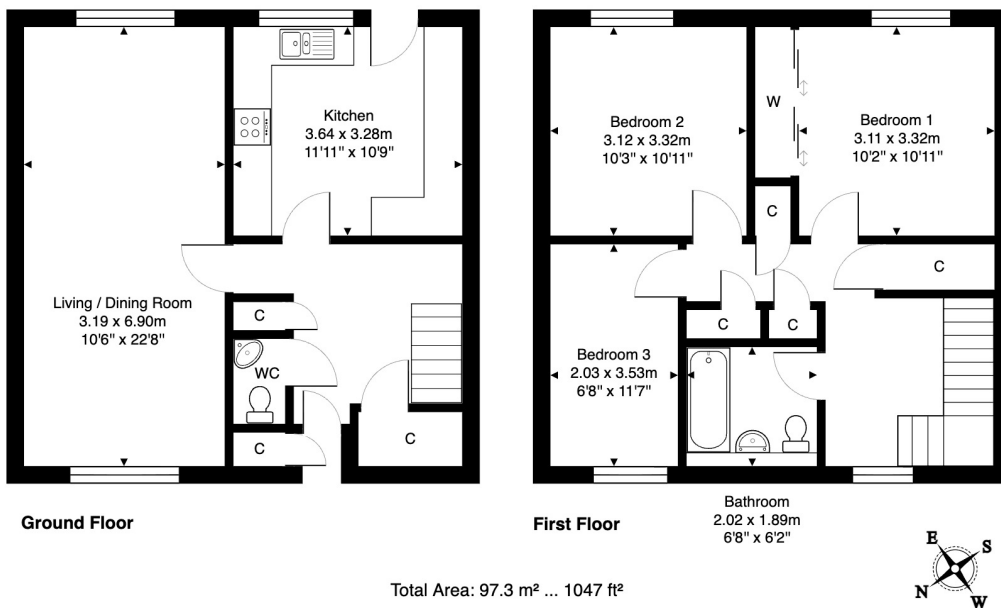 Kitchen
3.64 x 3.28m
11'11" x 10'9"
Living / Dining Room
3.19 x 6.90m
10'6" x 22'8"
C
WC
C
C
Ground Floor
Bedroom 2
3.12 x 3.32m
10'3" x 10'11"
W
Bedroom 1
3.11 x 3.32m
10'2" x 10'11"
C
C
C
C
Bedroom 3
2.03 x 3.53m
6'8" x 11'7"
First Floor
Bathroom
2.02 x 1.89m
6'8" x 6'2"
Total Area: 97.3 m² ... 1047 ft²
E
S
N
W